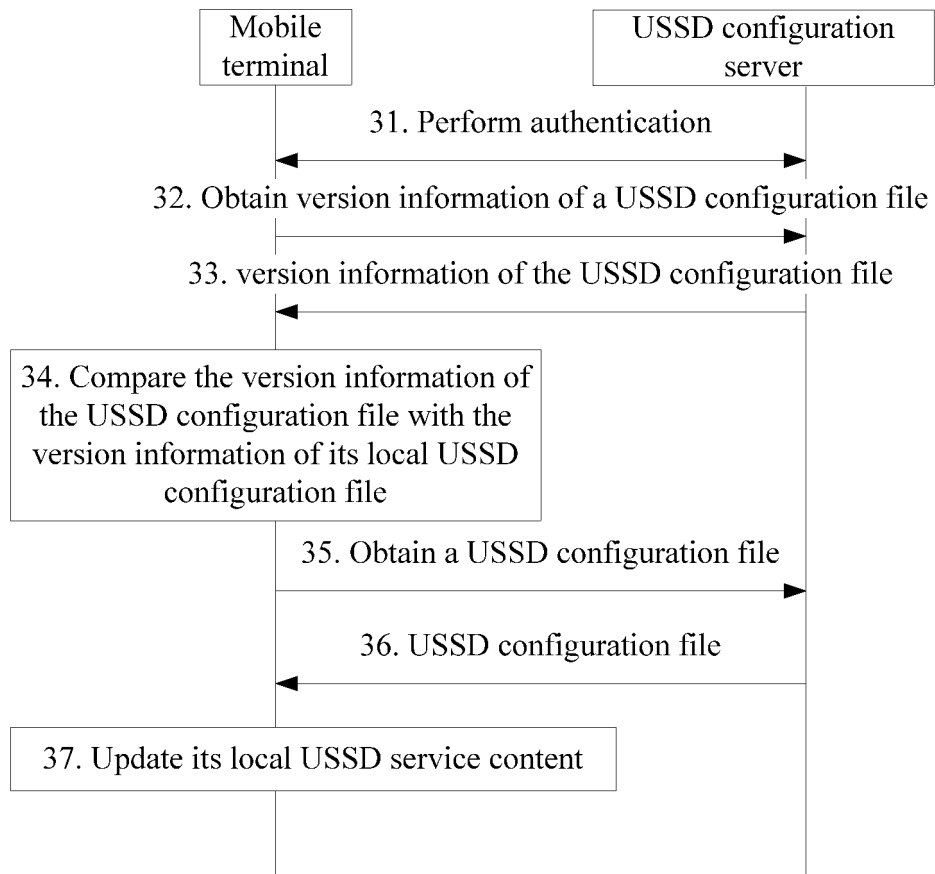 Mobile
terminal
USSD configuration
server
31. Perform authentication
32. Obtain version information of a USSD configuration file
33. version information of the USSD configuration file
34. Compare the version information of
the USSD configuration file with the
version information of its local USSD
configuration file
35. Obtain a USSD configuration file
36. USSD configuration file
37. Update its local USSD service content